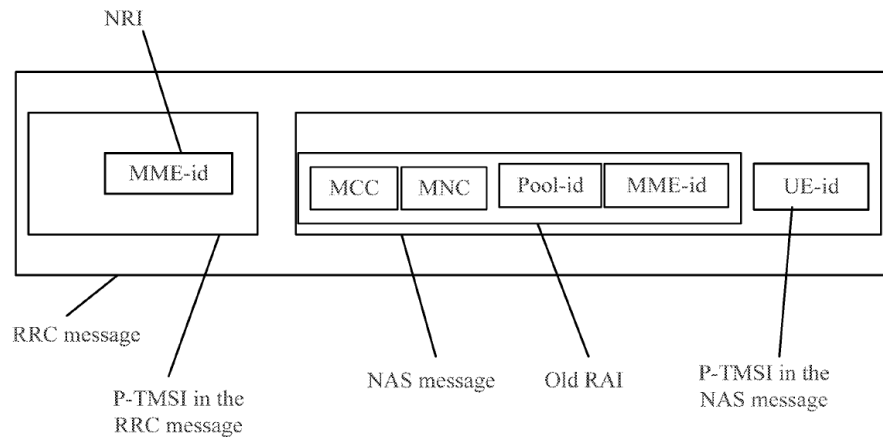 NRI
MME-id
MCC MNC Pool-id MME-id UE-id
RRC message
P-TMSI in the
RRC message
NAS message
Old RAI
P-TMSI in the
NAS message